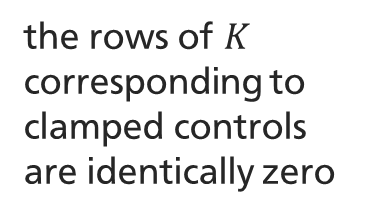 the rows of K
corresponding to
clamped controls
are identically zero